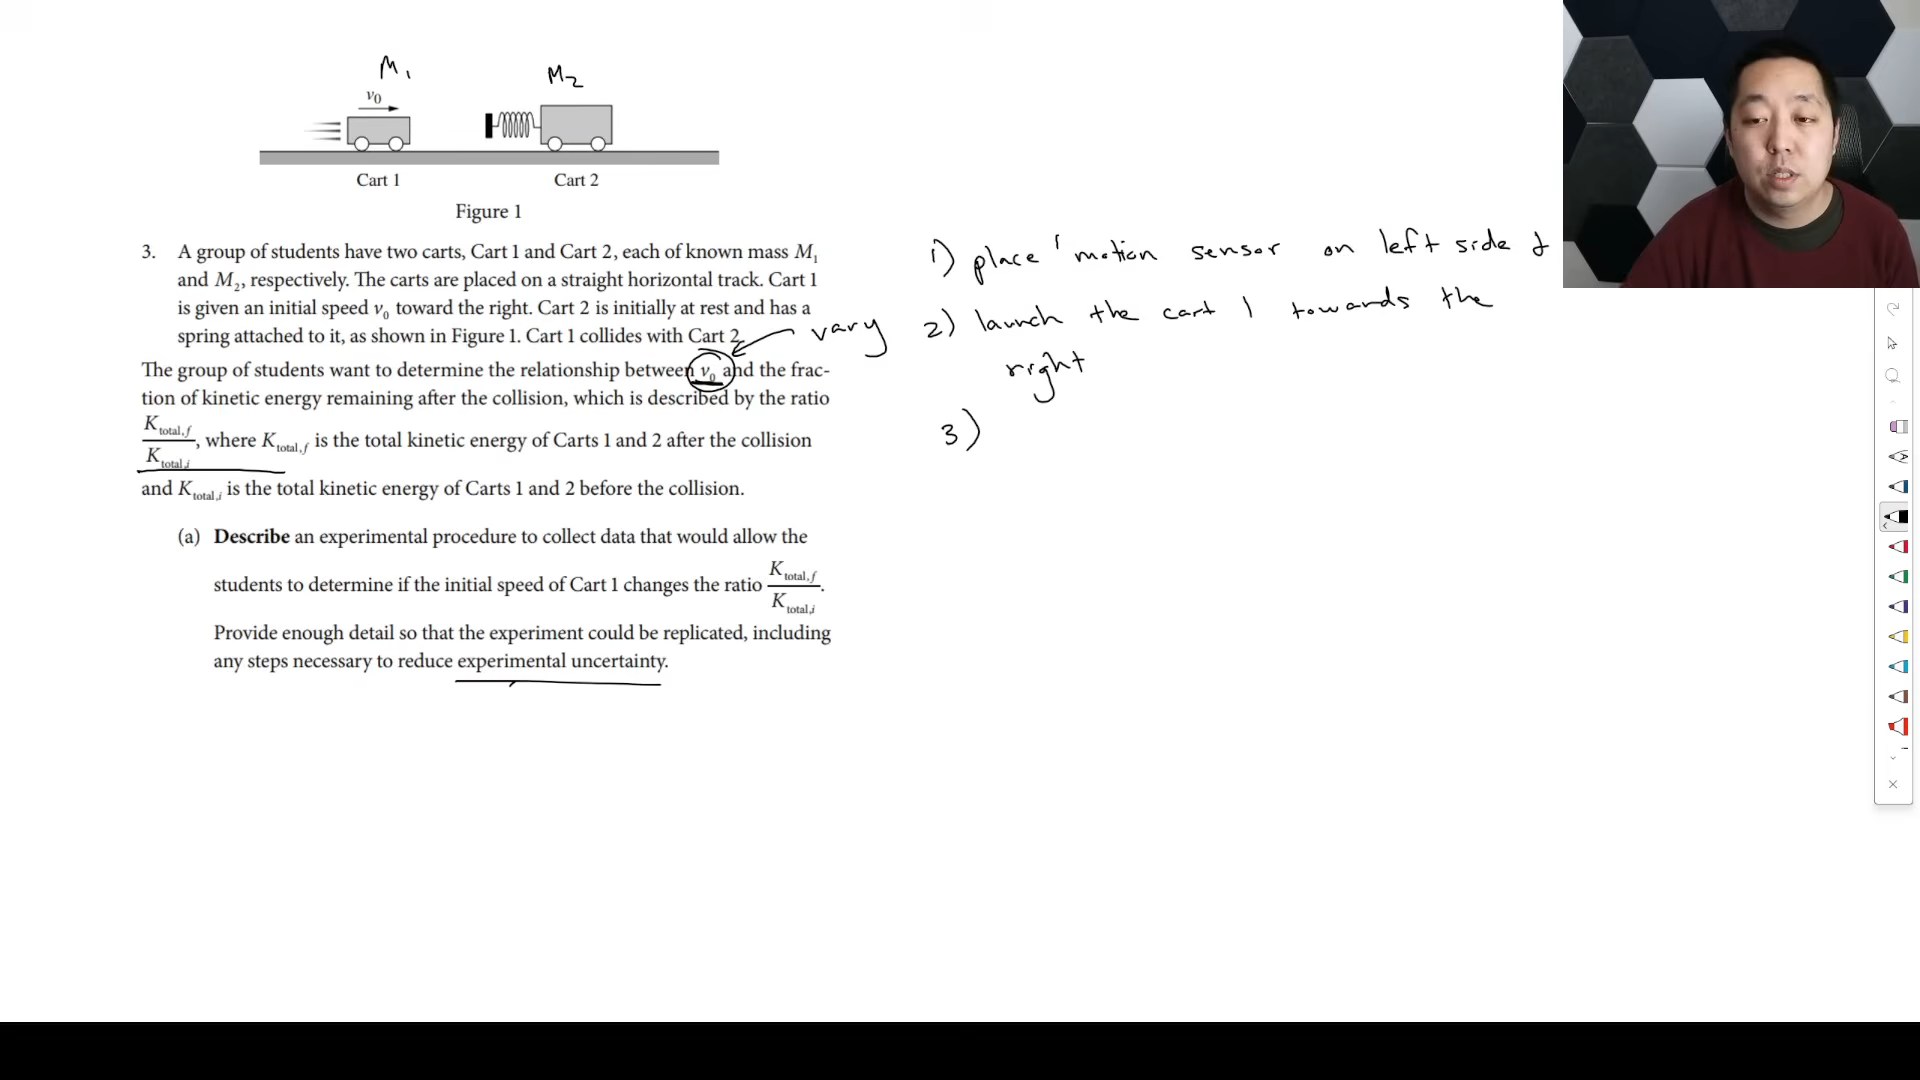 M₁
M₂
v₀
Cart 1
Cart 2
Figure 1
3. A group of students have two carts, Cart 1 and Cart 2, each of known mass M₁
and M₂, respectively. The carts are placed on a straight horizontal track. Cart 1
is given an initial speed v₀ toward the right. Cart 2 is initially at rest and has a
spring attached to it, as shown in Figure 1. Cart 1 collides with Cart 2.
The group of students want to determine the relationship between v₀ and the frac-
tion of kinetic energy remaining after the collision, which is described by the ratio
K_total,f / K_total,i, where K_total,f is the total kinetic energy of Carts 1 and 2 after the collision
and K_total,i is the total kinetic energy of Carts 1 and 2 before the collision.
(a) Describe an experimental procedure to collect data that would allow the
students to determine if the initial speed of Cart 1 changes the ratio K_total,f / K_total,i.
Provide enough detail so that the experiment could be replicated, including
any steps necessary to reduce experimental uncertainty.
vary
1) place 1 motion sensor on left side
2) launch the cart 1 towards the
right
3)